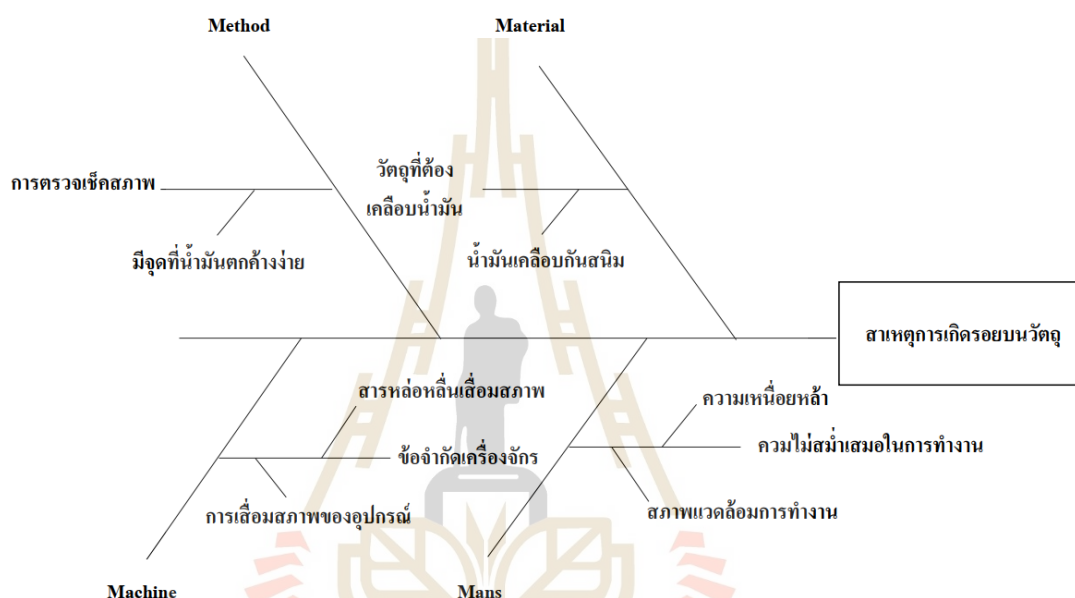 Method
Material
การตรวจเช็คสภาพ
วัตถุที่ต้อง
เคลือบน้ำมัน
มีจุดที่น้ำมันตกค้างง่าย
น้ำมันเคลือบกันสนิม
สาเหตุการเกิดรอยบนวัตถุ
สารหล่อหลื่นเสื่อมสภาพ
ความเหนื่อยหล้า
ข้อจำกัดเครื่องจักร
ควมไม่สม่ำเสมอในการทำงาน
การเสื่อมสภาพของอุปกรณ์
สภาพแวดล้อมการทำงาน
Machine
Mans